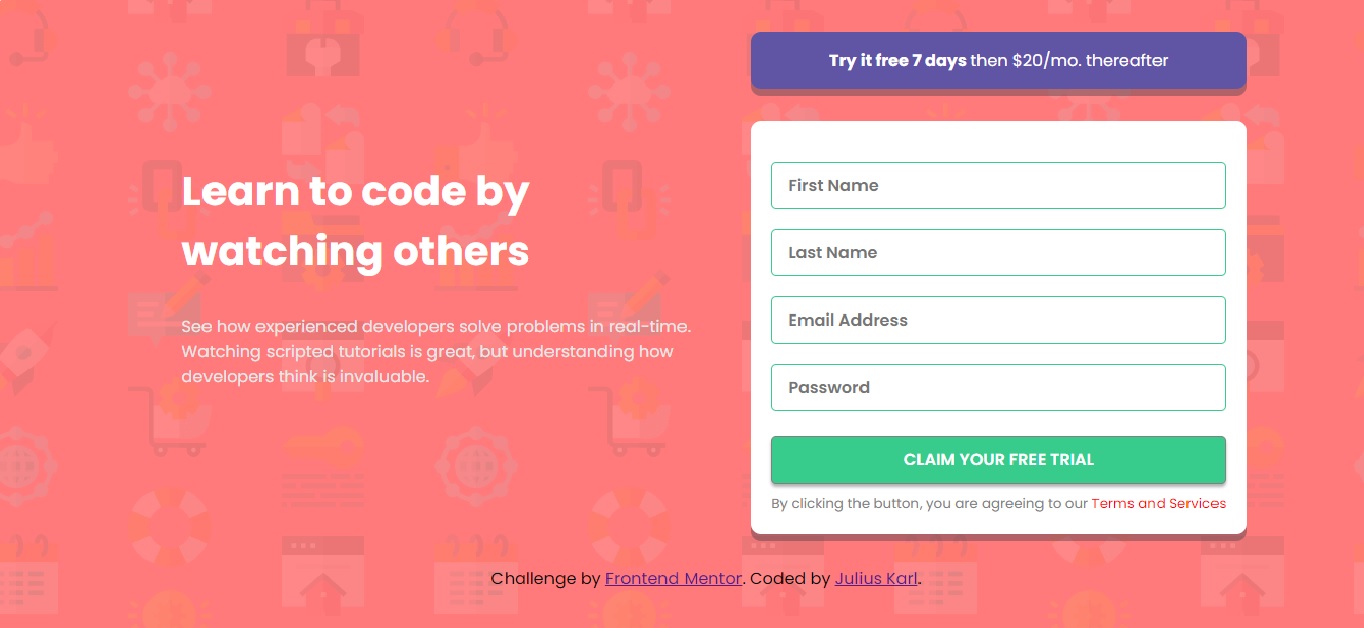 Learn to code by
watching others
See how experienced developers solve problems in real-time.
Watching scripted tutorials is great, but understanding how
developers think is invaluable.
Try it free 7 days then $20/mo. thereafter
First Name
Last Name
Email Address
Password
CLAIM YOUR FREE TRIAL
By clicking the button, you are agreeing to our Terms and Services
Challenge by Frontend Mentor. Coded by Julius Karl.